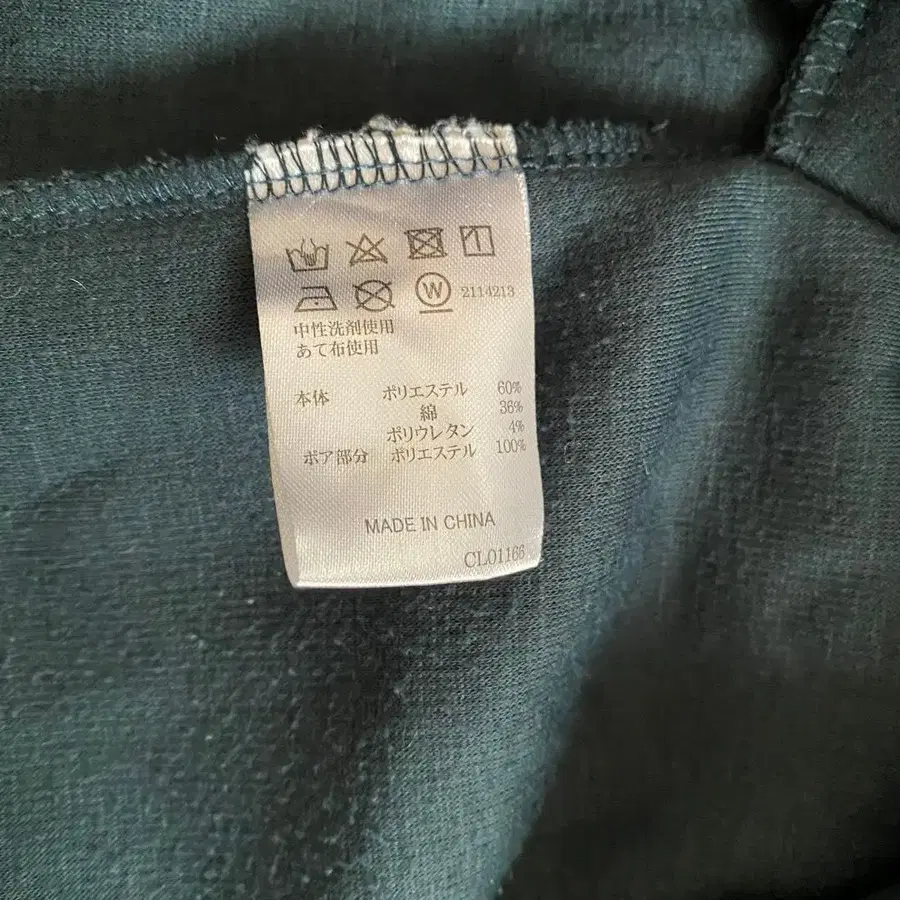 W 2114213
中性洗剤使用
あて布使用
本体 ポリエステル 60%
綿 36%
ポリウレタン 4%
ボア部分 ポリエステル 100%
MADE IN CHINA
CL01166